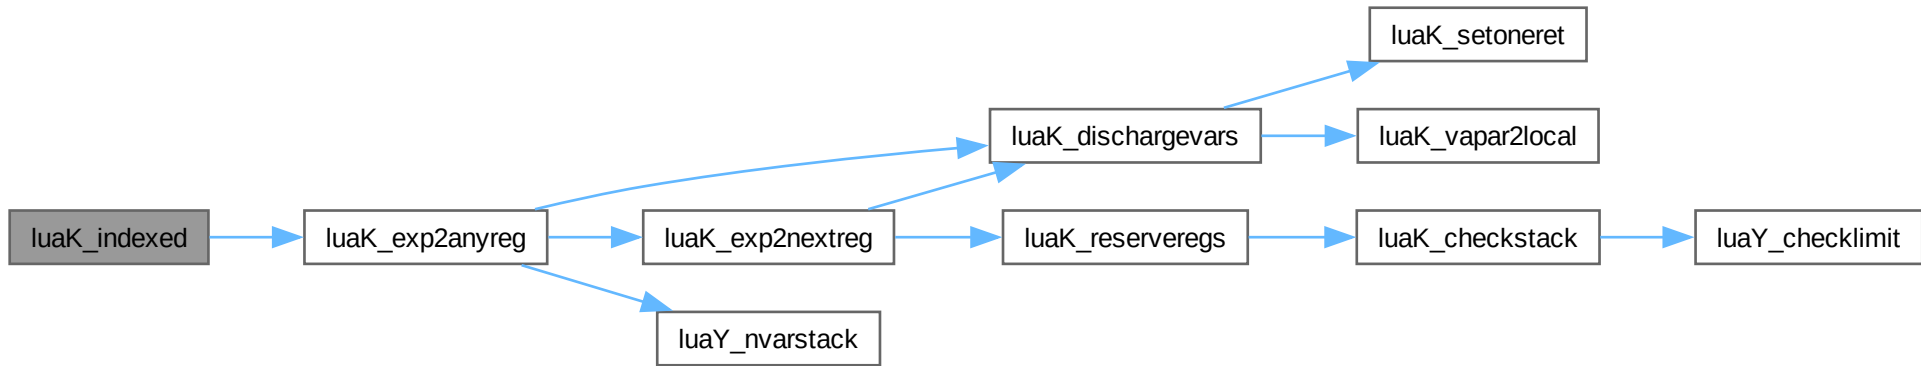 luaK_setoneret
luaK_dischargevars
luaK_vapar2local
luaK_indexed
luaK_exp2anyreg
luaK_exp2nextreg
luaK_reserveregs
luaK_checkstack
luaY_checklimit
luaY_nvarstack